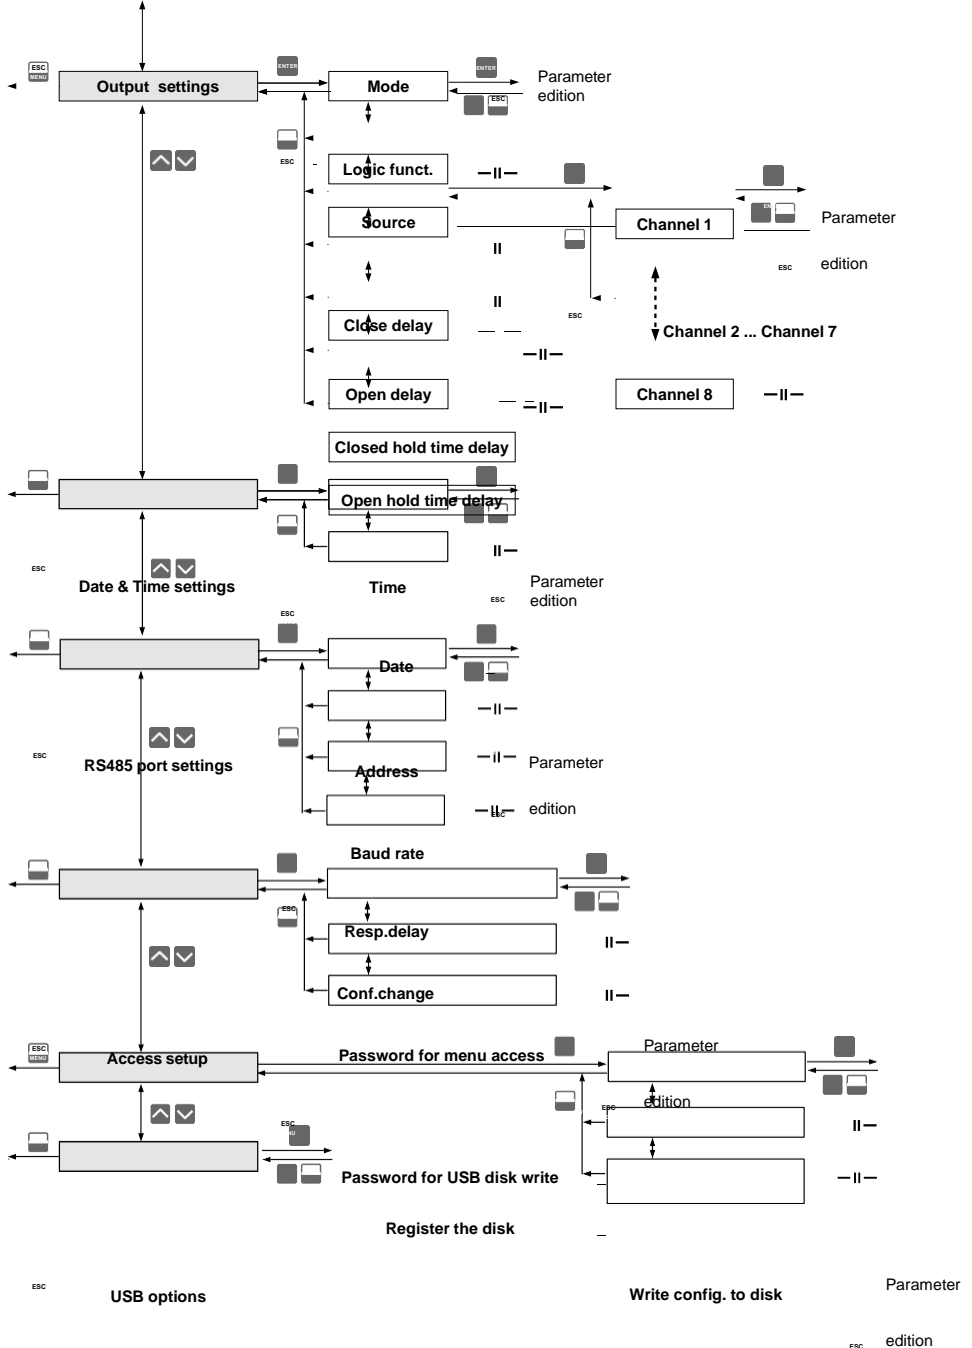 ESC
MENU
ENTER
ENTER
Output settings
Mode
Parameter
edition
ESC
ESC
Logic funct.
Source
Channel 1
Parameter
ESC
edition
ESC
Close delay
Channel 2 ... Channel 7
Open delay
Channel 8
Closed hold time delay
Open hold time delay
ESC
Date & Time settings
Time
Parameter
ESC
edition
ESC
Date
ESC
RS485 port settings
Address
Parameter
ESC
edition
Baud rate
ESC
Resp.delay
Conf.change
ESC
MENU
Access setup
Password for menu access
Parameter
ESC
edition
ESC
Password for USB disk write
Register the disk
ESC
USB options
Write config. to disk
Parameter
ESC
edition